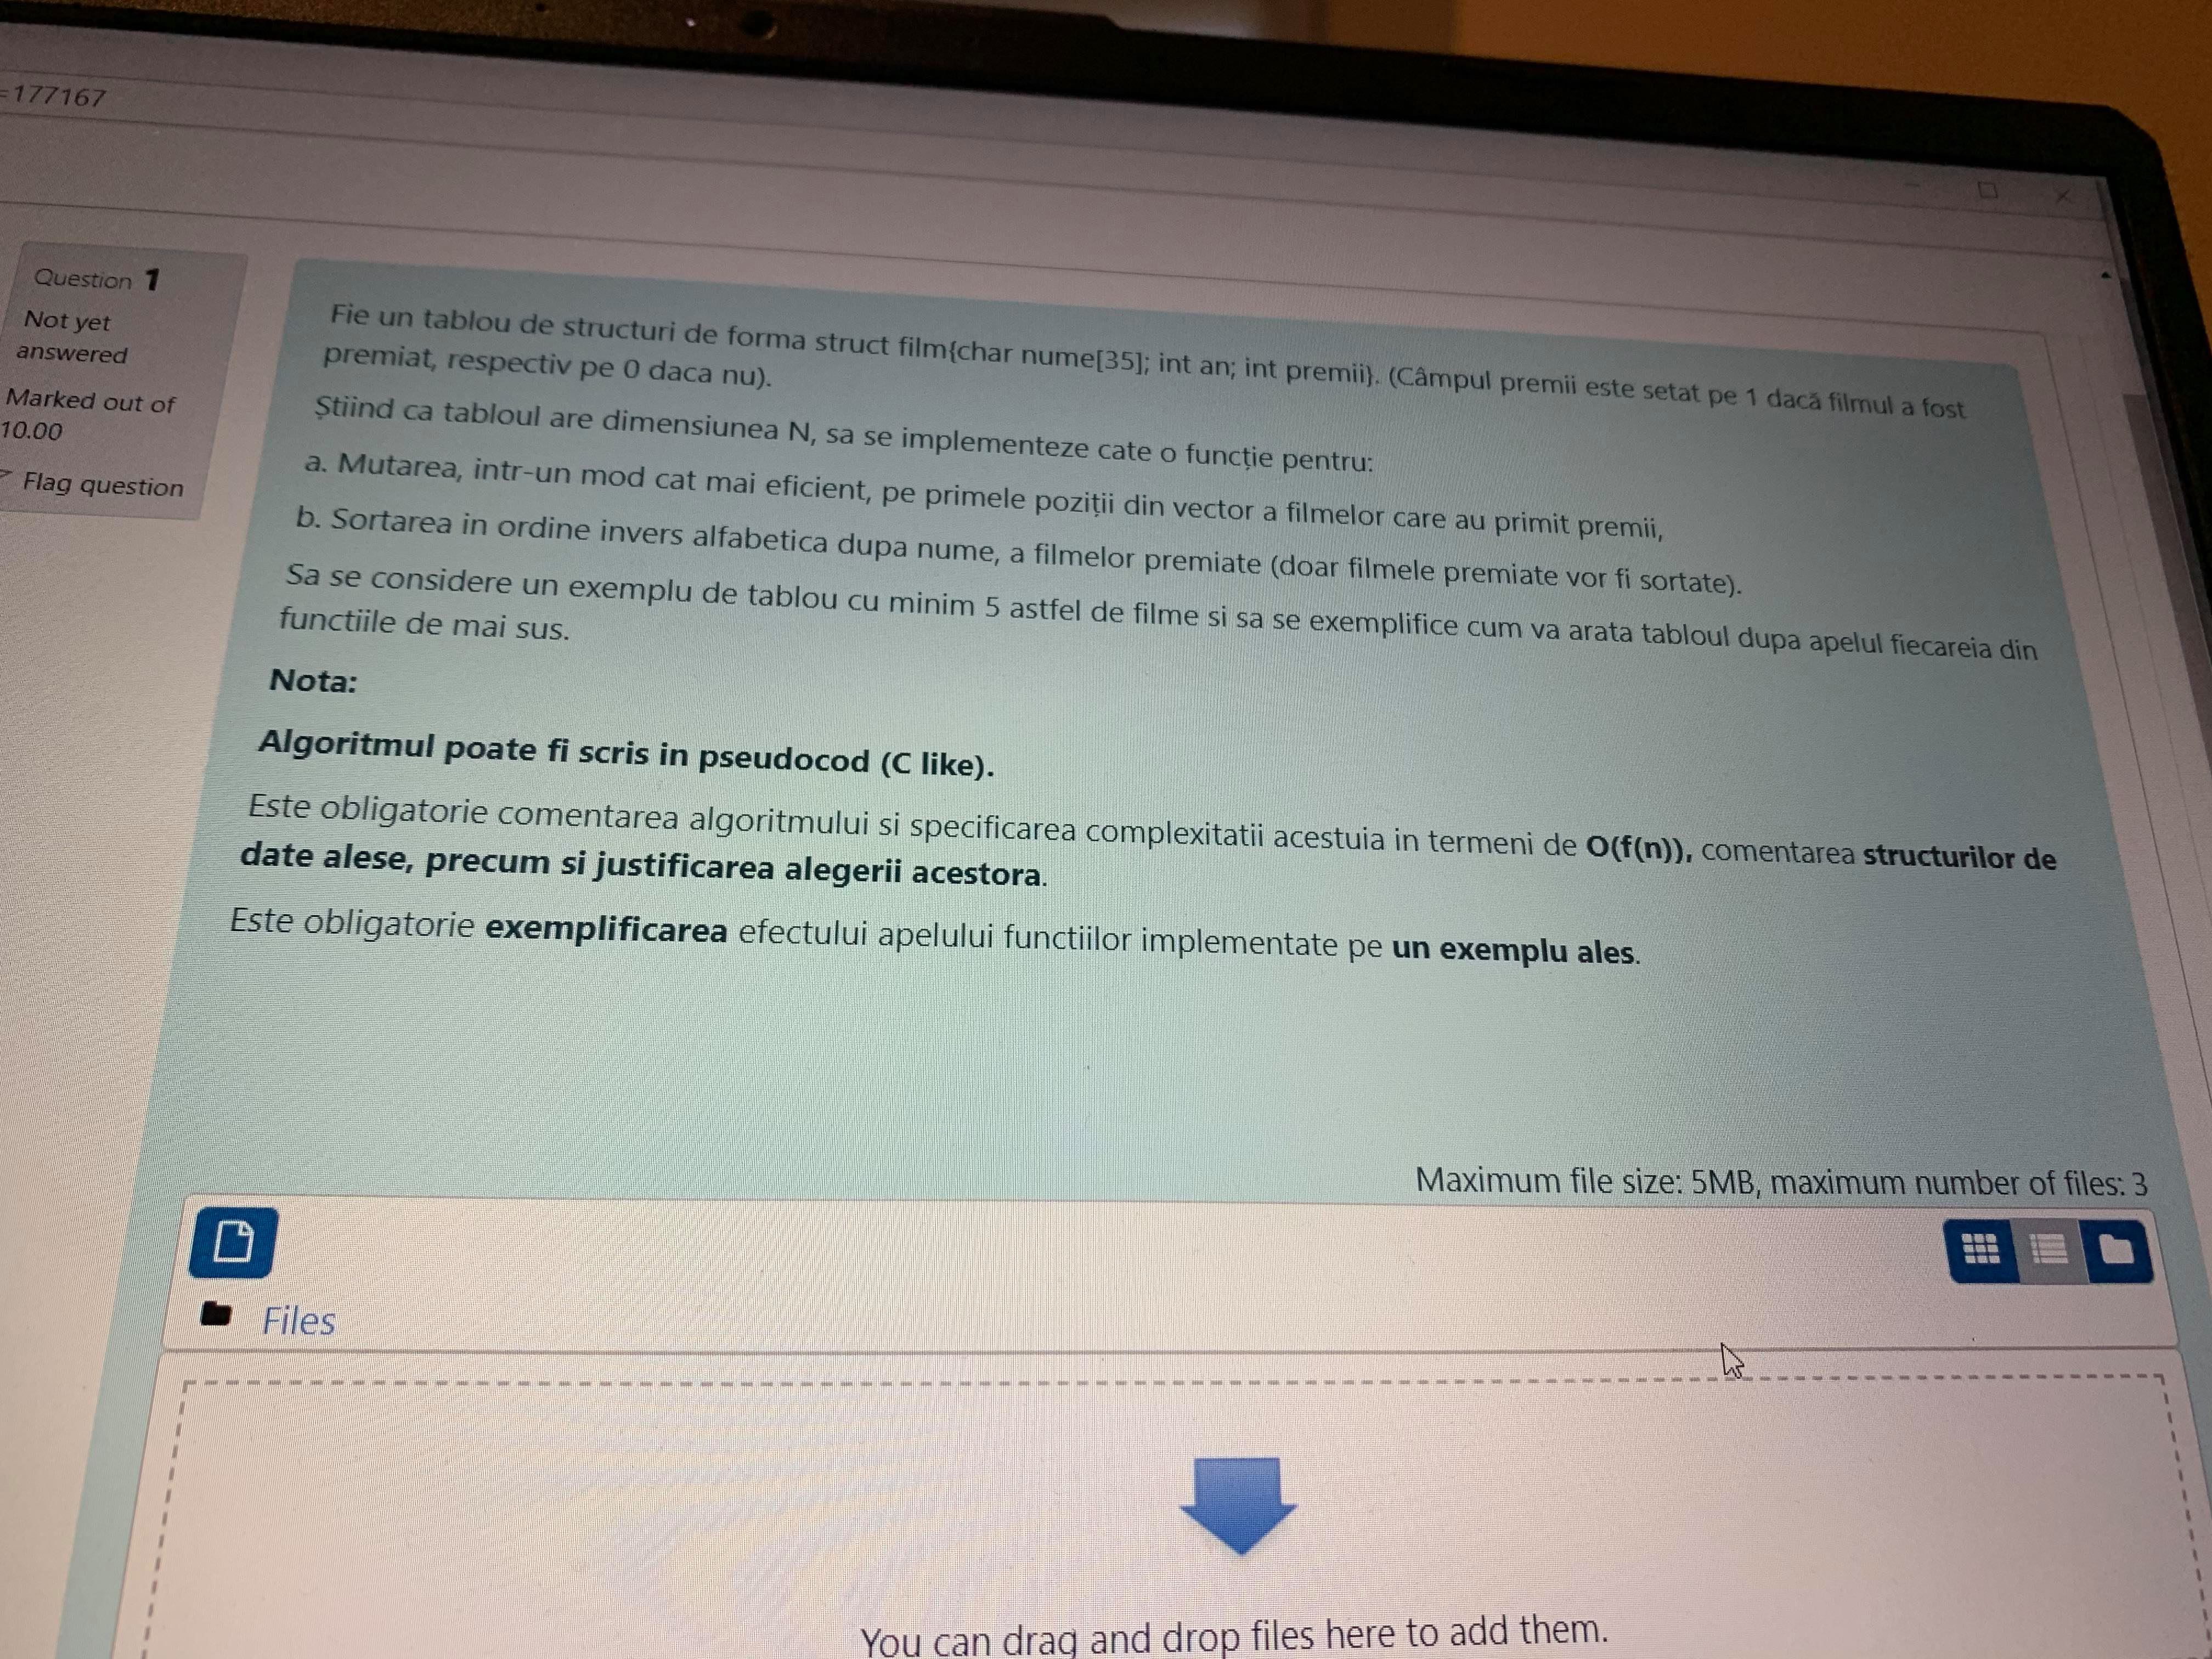 =177167
Question 1
Not yet
answered
Marked out of
10.00
Flag question
Fie un tablou de structuri de forma struct film{char nume[35]; int an; int premii}. (Câmpul premii este setat pe 1 dacă filmul a fost
premiat, respectiv pe 0 daca nu).
Știind ca tabloul are dimensiunea N, sa se implementeze cate o funcție pentru:
a. Mutarea, intr-un mod cat mai eficient, pe primele poziții din vector a filmelor care au primit premii,
b. Sortarea in ordine invers alfabetica dupa nume, a filmelor premiate (doar filmele premiate vor fi sortate).
Sa se considere un exemplu de tablou cu minim 5 astfel de filme si sa se exemplifice cum va arata tabloul dupa apelul fiecareia din
functiile de mai sus.
Nota:
Algoritmul poate fi scris in pseudocod (C like).
Este obligatorie comentarea algoritmului si specificarea complexitatii acestuia in termeni de O(f(n)), comentarea structurilor de
date alese, precum si justificarea alegerii acestora.
Este obligatorie exemplificarea efectului apelului functiilor implementate pe un exemplu ales.
Maximum file size: 5MB, maximum number of files: 3
Files
You can drag and drop files here to add them.